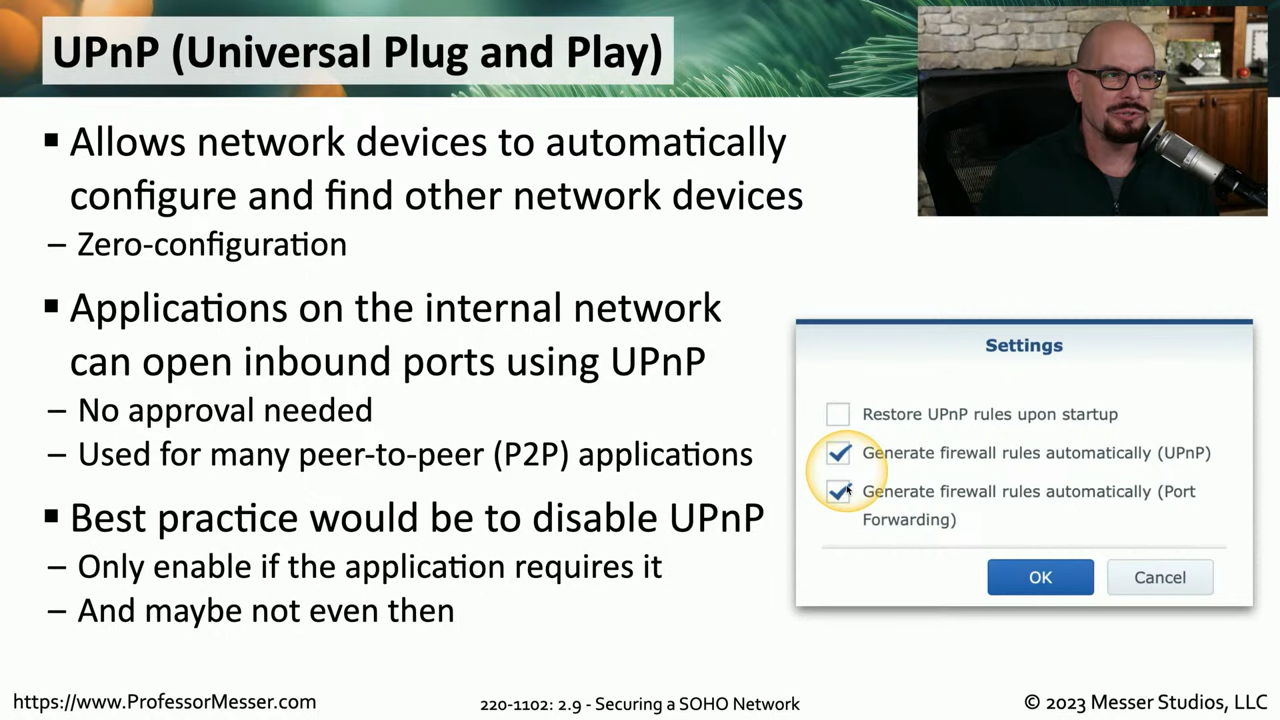 UPnP (Universal Plug and Play)
▪ Allows network devices to automatically
configure and find other network devices
– Zero-configuration
▪ Applications on the internal network
can open inbound ports using UPnP
– No approval needed
– Used for many peer-to-peer (P2P) applications
▪ Best practice would be to disable UPnP
– Only enable if the application requires it
– And maybe not even then
Settings
Restore UPnP rules upon startup
Generate firewall rules automatically (UPnP)
Generate firewall rules automatically (Port
Forwarding)
OK
Cancel
https://www.ProfessorMesser.com
220-1102: 2.9 - Securing a SOHO Network
© 2023 Messer Studios, LLC